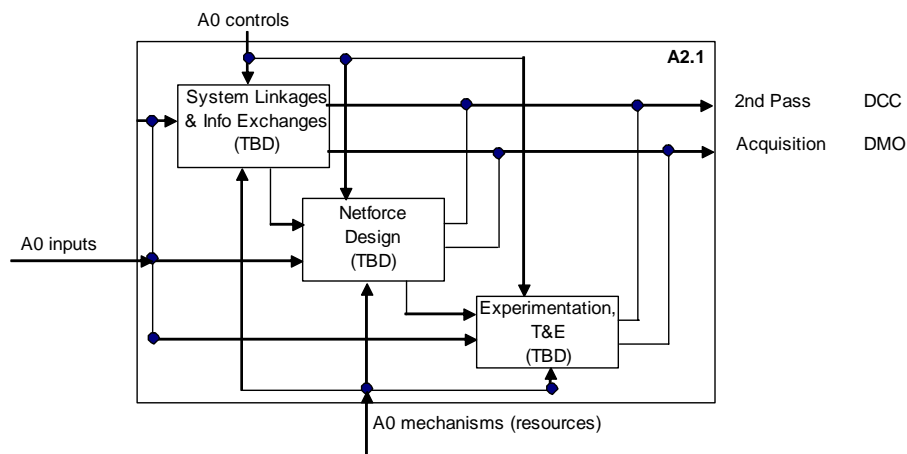 A0 controls
A2.1
System Linkages
& Info Exchanges
(TBD)
2nd Pass DCC
Acquisition DMO
Netforce
Design
(TBD)
A0 inputs
Experimentation,
T&E
(TBD)
A0 mechanisms (resources)